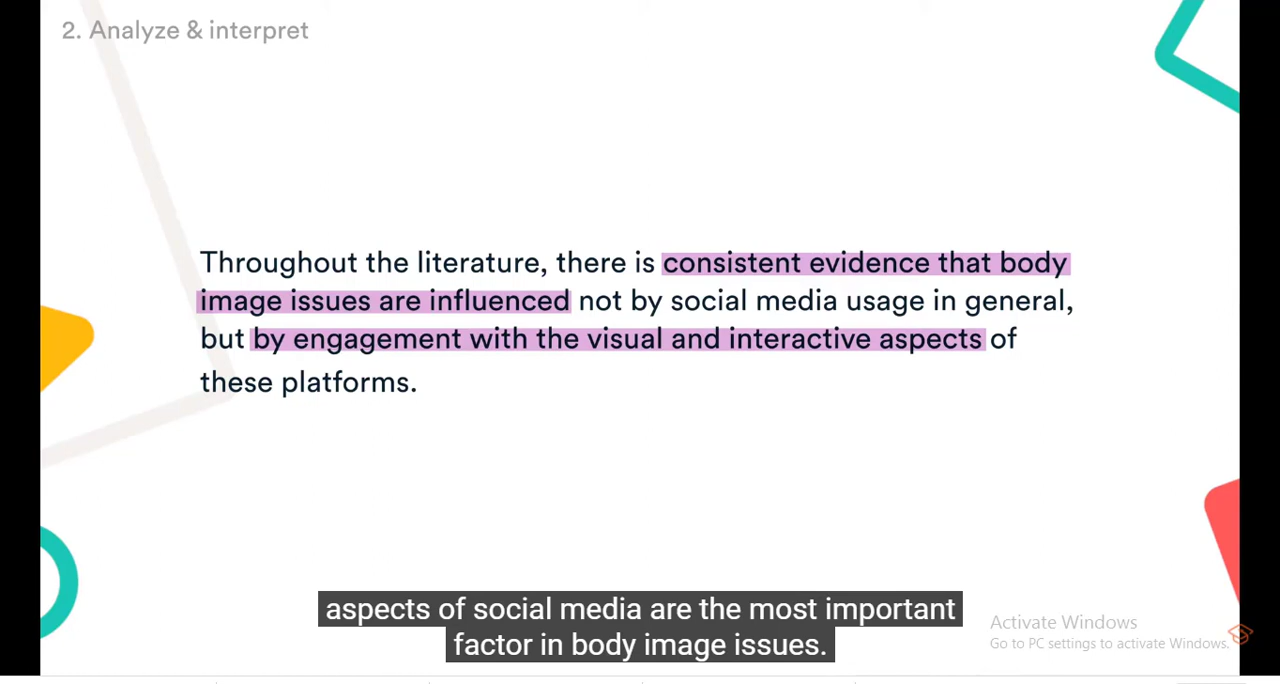 2. Analyze & interpret
Throughout the literature, there is consistent evidence that body
image issues are influenced not by social media usage in general,
but by engagement with the visual and interactive aspects of
these platforms.
aspects of social media are the most important
factor in body image issues.
Activate Windows
Go to PC settings to activate Windows.